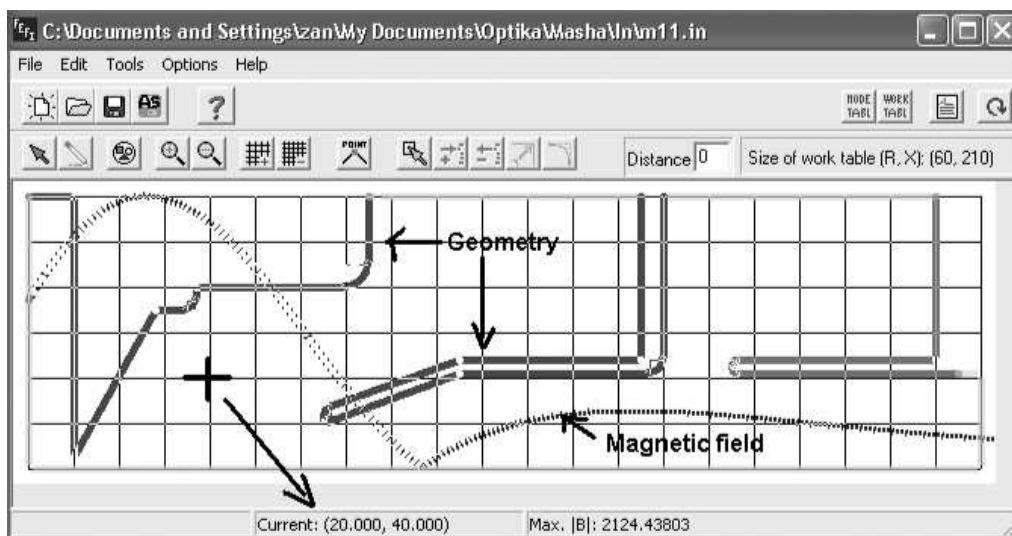 C:\Documents and Settings\zan\My Documents\Optika\Masha\In\m11.in
File Edit Tools Options Help
AS ?
NODE TABL WORK TABL
POINT
Distance 0 Size of work table (R, X): (60, 210)
Geometry
Magnetic field
Current: (20.000, 40.000) Max. |B|: 2124.43803